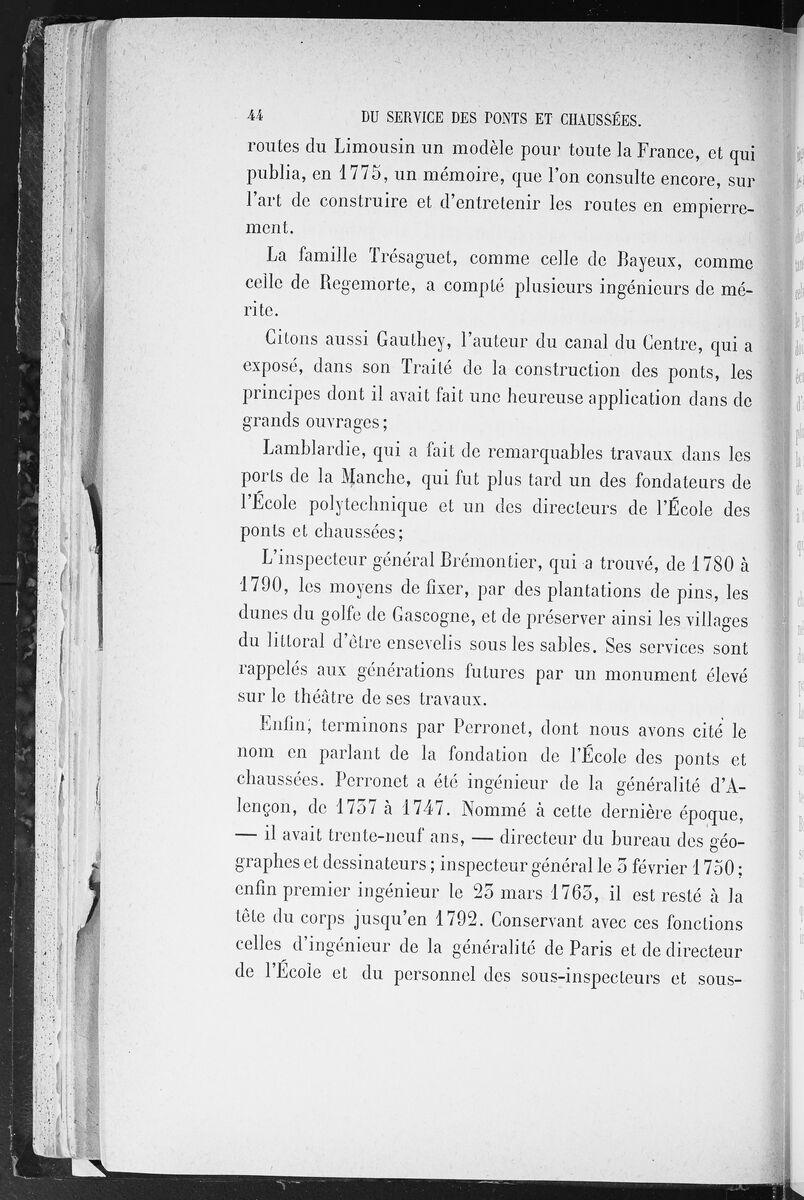 44 DU SERVICE DES PONTS ET CHAUSSÉES.
routes du Limousin un modèle pour toute la France, et qui
publia, en 1775, un mémoire, que l'on consulte encore, sur
l'art de construire et d'entretenir les routes en empierre-
ment.
La famille Trésaguet, comme celle de Bayeux, comme
celle de Regemorte, a compté plusieurs ingénieurs de mé-
rite.
Citons aussi Gauthey, l'auteur du canal du Centre, qui a
exposé, dans son Traité de la construction des ponts, les
principes dont il avait fait une heureuse application dans de
grands ouvrages;
Lamblardie, qui a fait de remarquables travaux dans les
ports de la Manche, qui fut plus tard un des fondateurs de
l'École polytechnique et un des directeurs de l'École des
ponts et chaussées;
L'inspecteur général Brémontier, qui a trouvé, de 1780 à
1790, les moyens de fixer, par des plantations de pins, les
dunes du golfe de Gascogne, et de préserver ainsi les villages
du littoral d'être ensevelis sous les sables. Ses services sont
rappelés aux générations futures par un monument élevé
sur le théâtre de ses travaux.
Enfin, terminons par Perronet, dont nous avons cité le
nom en parlant de la fondation de l'École des ponts et
chaussées. Perronet a été ingénieur de la généralité d'A-
lençon, de 1737 à 1747. Nommé à cette dernière époque,
— il avait trente-neuf ans, — directeur du bureau des géo-
graphes et dessinateurs; inspecteur général le 3 février 1750;
enfin premier ingénieur le 23 mars 1763, il est resté à la
tête du corps jusqu'en 1792. Conservant avec ces fonctions
celles d'ingénieur de la généralité de Paris et de directeur
de l'École et du personnel des sous-inspecteurs et sous-